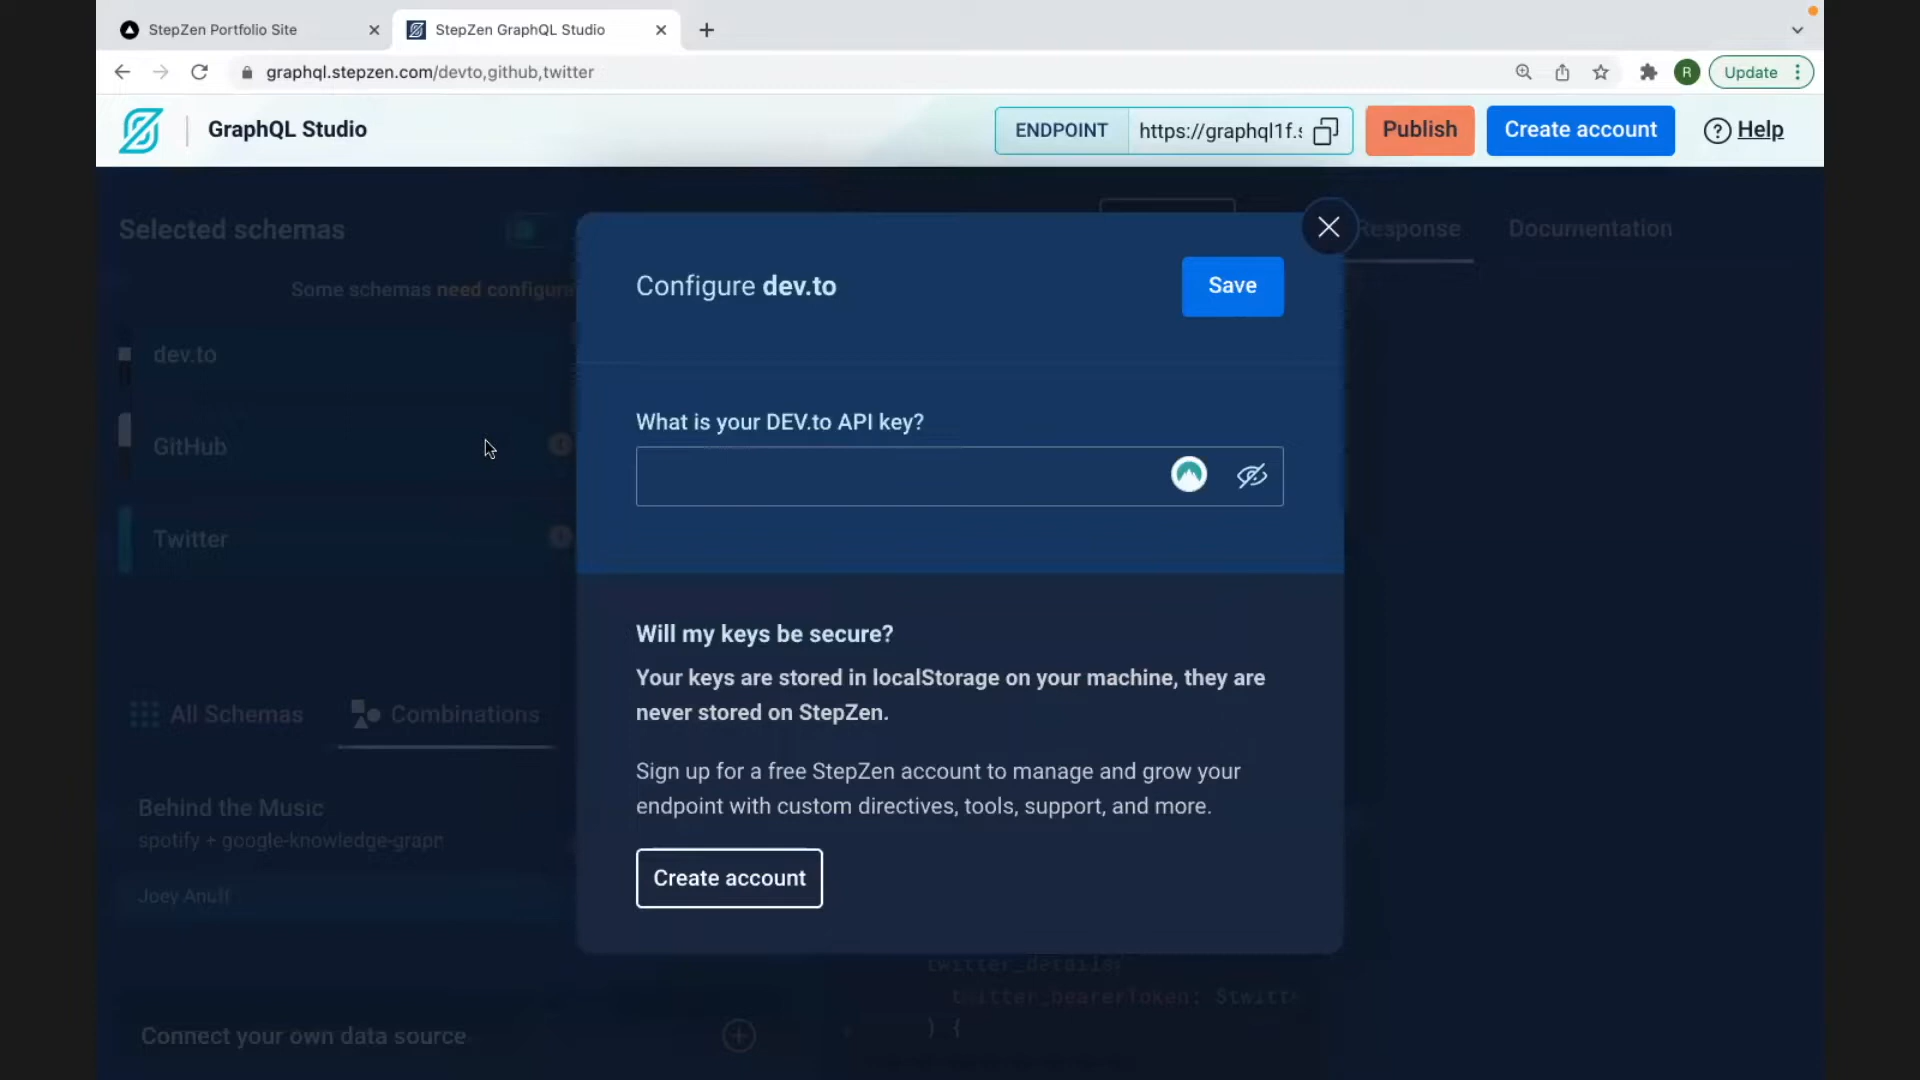 StepZen Portfolio Site
StepZen GraphQL Studio
graphql.stepzen.com/devto,github,twitter
R
Update
GraphQL Studio
ENDPOINT
https://graphql1f.s
Publish
Create account
? Help
Selected schemas
Response
Documentation
Some schemas need configur
Configure dev.to
Save
dev.to
What is your DEV.to API key?
GitHub
Twitter
Will my keys be secure?
Your keys are stored in localStorage on your machine, they are
never stored on StepZen.
All Schemas
Combinations
Sign up for a free StepZen account to manage and grow your
endpoint with custom directives, tools, support, and more.
Behind the Music
spotify + google-knowledge-graph
Create account
Joey Anuff
twitter_details(
twitter_bearerToken: $twitt
) {
Connect your own data source